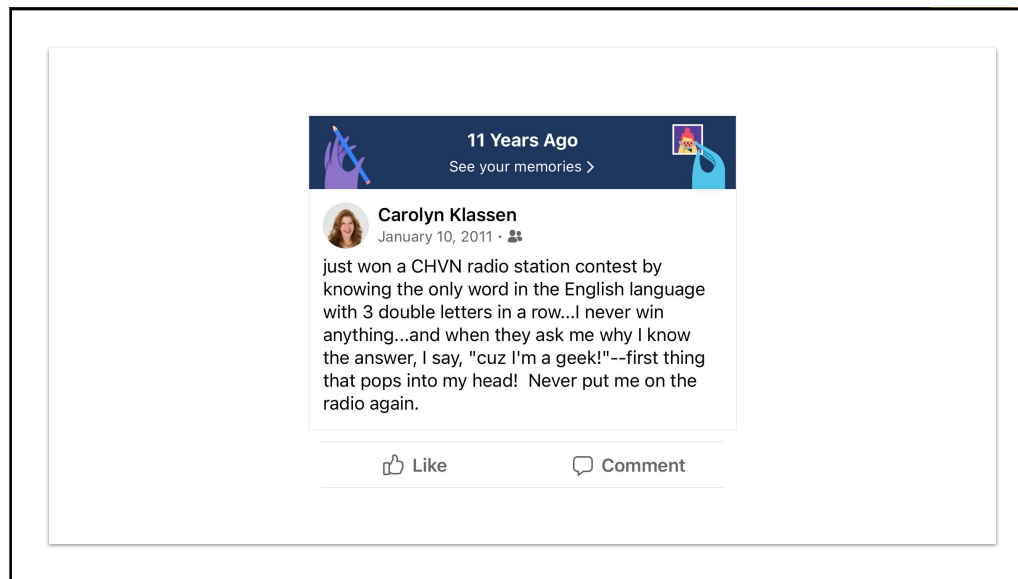 11 Years Ago
See your memories >
Carolyn Klassen
January 10, 2011 ·
just won a CHVN radio station contest by
knowing the only word in the English language
with 3 double letters in a row...I never win
anything...and when they ask me why I know
the answer, I say, "cuz I'm a geek!"--first thing
that pops into my head!  Never put me on the
radio again.
Like
Comment